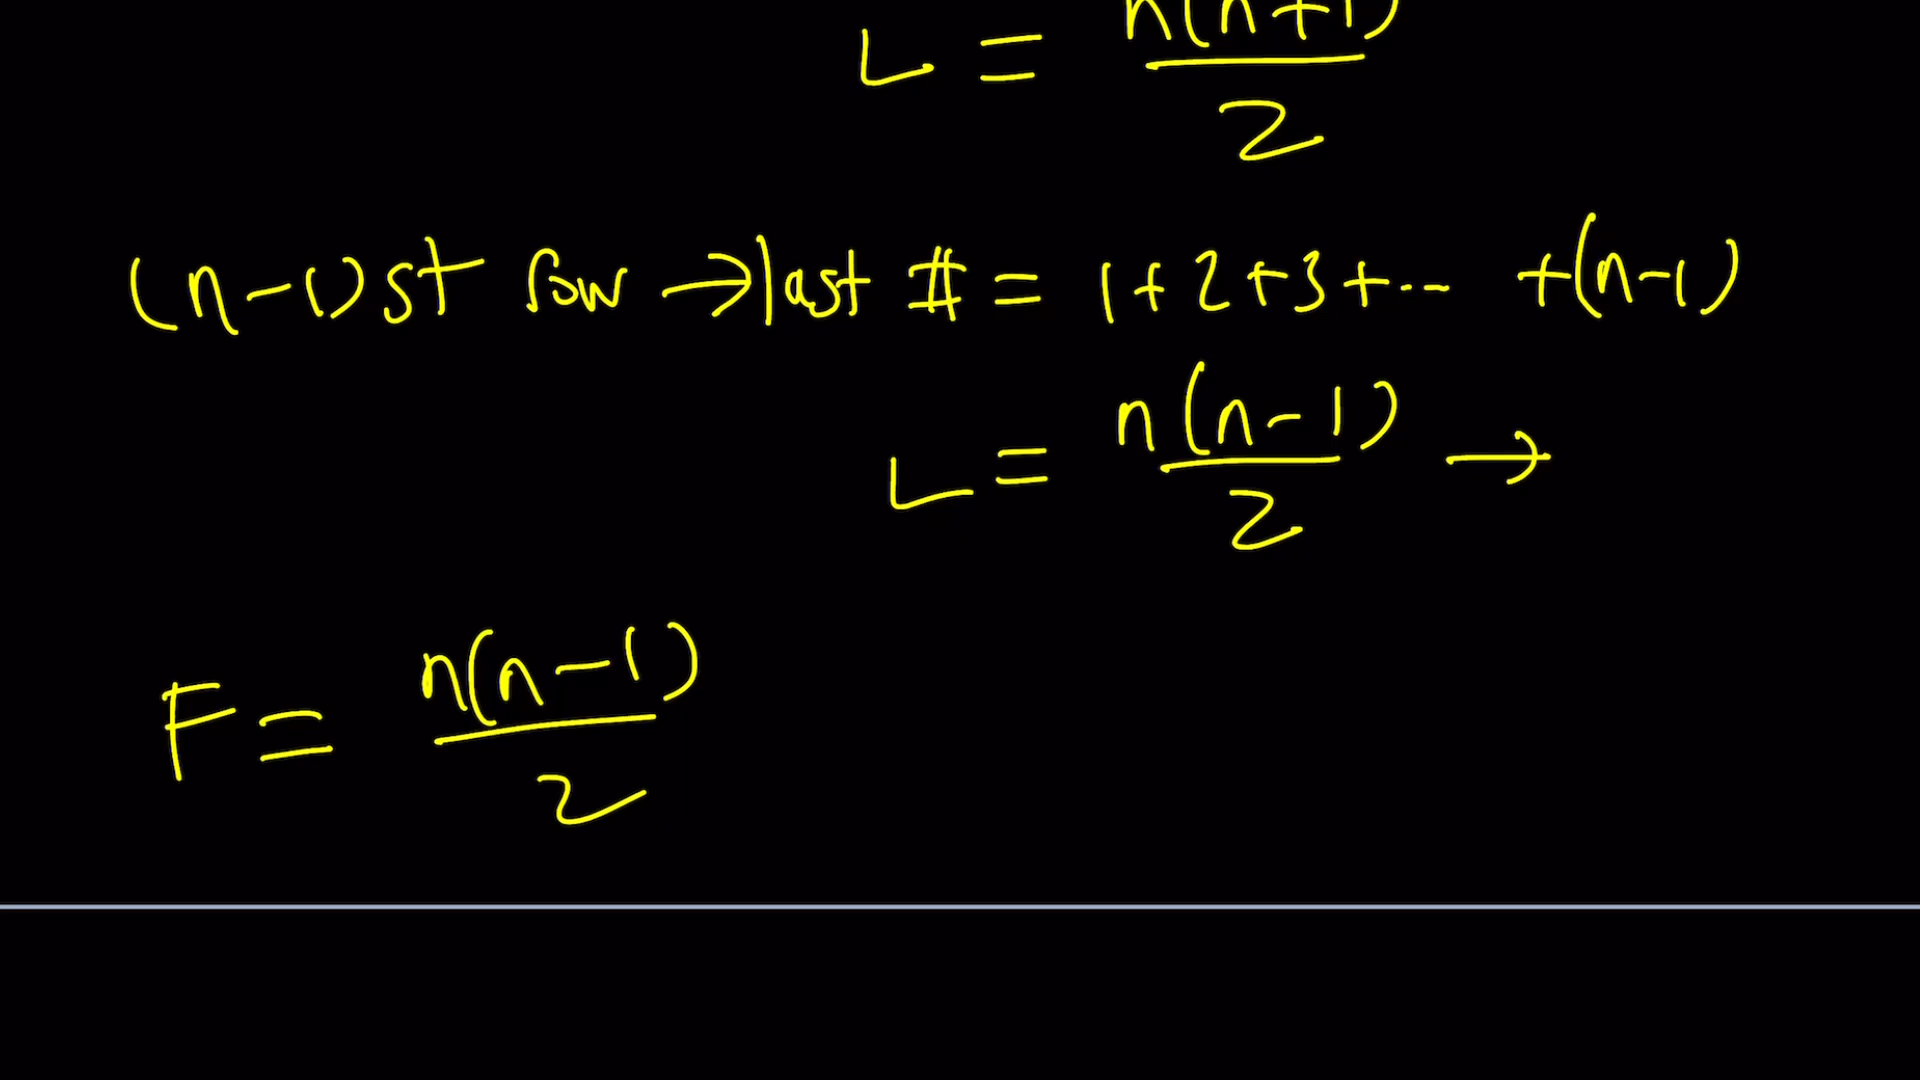 L = n(n+1)/2
(n-1)st row → last # = 1+2+3+... +(n-1)
L = n(n-1)/2 →
F = n(n-1)/2